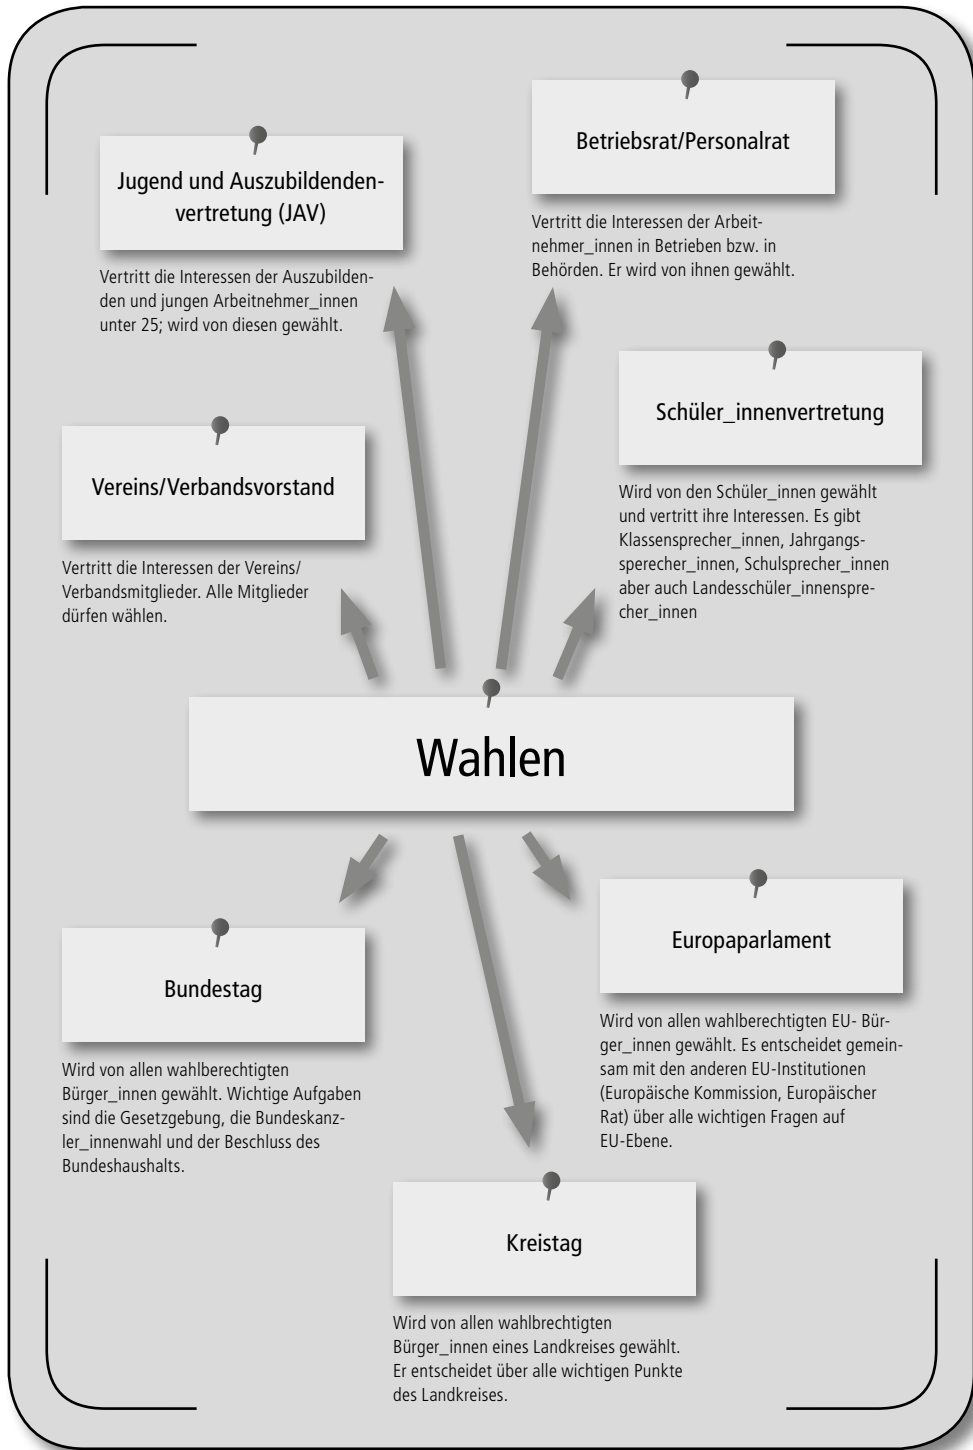 Betriebsrat/Personalrat
Vertritt die Interessen der Arbeit-
nehmer_innen in Betrieben bzw. in
Behörden. Er wird von ihnen gewählt.
Jugend und Auszubildenden-
vertretung (JAV)
Vertritt die Interessen der Auszubilden-
den und jungen Arbeitnehmer_innen
unter 25; wird von diesen gewählt.
Schüler_innenvertretung
Wird von den Schüler_innen gewählt
und vertritt ihre Interessen. Es gibt
Klassensprecher_innen, Jahrgangs-
sperecher_innen, Schulsprecher_innen
aber auch Landesschüler_innenspre-
cher_innen
Vereins/Verbandsvorstand
Vertritt die Interessen der Vereins/
Verbandsmitglieder. Alle Mitglieder
dürfen wählen.
Wahlen
Europaparlament
Wird von allen wahlberechtigten EU- Bür-
ger_innen gewählt. Es entscheidet gemein-
sam mit den anderen EU-Institutionen
(Europäische Kommission, Europäischer
Rat) über alle wichtigen Fragen auf
EU-Ebene.
Bundestag
Wird von allen wahlberechtigten
Bürger_innen gewählt. Wichtige Aufgaben
sind die Gesetzgebung, die Bundeskanz-
ler_innenwahl und der Beschluss des
Bundeshaushalts.
Kreistag
Wird von allen wahlbrechtigten
Bürger_innen eines Landkreises gewählt.
Er entscheidet über alle wichtigen Punkte
des Landkreises.